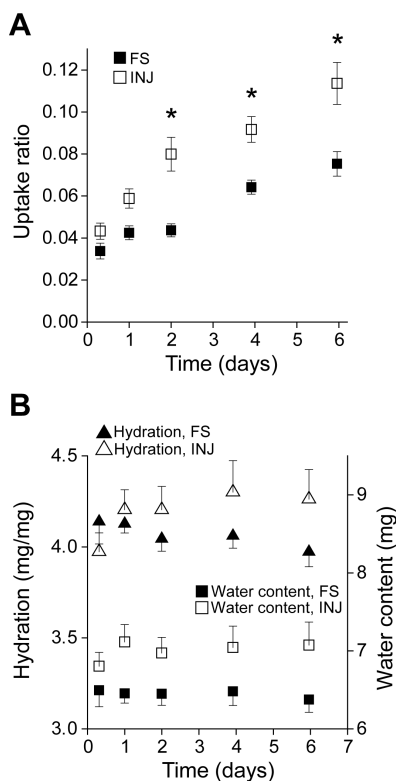 A
FS
INJ
*
*
*
0.12
0.10
0.08
0.06
0.04
0.02
0.00
Uptake ratio
0 1 2 3 4 5 6
Time (days)
B
Hydration, FS
Hydration, INJ
4.5
4.0
3.5
3.0
Hydration (mg/mg)
9
8
7
6
Water content (mg)
Water content, FS
Water content, INJ
0 1 2 3 4 5 6 7
Time (days)